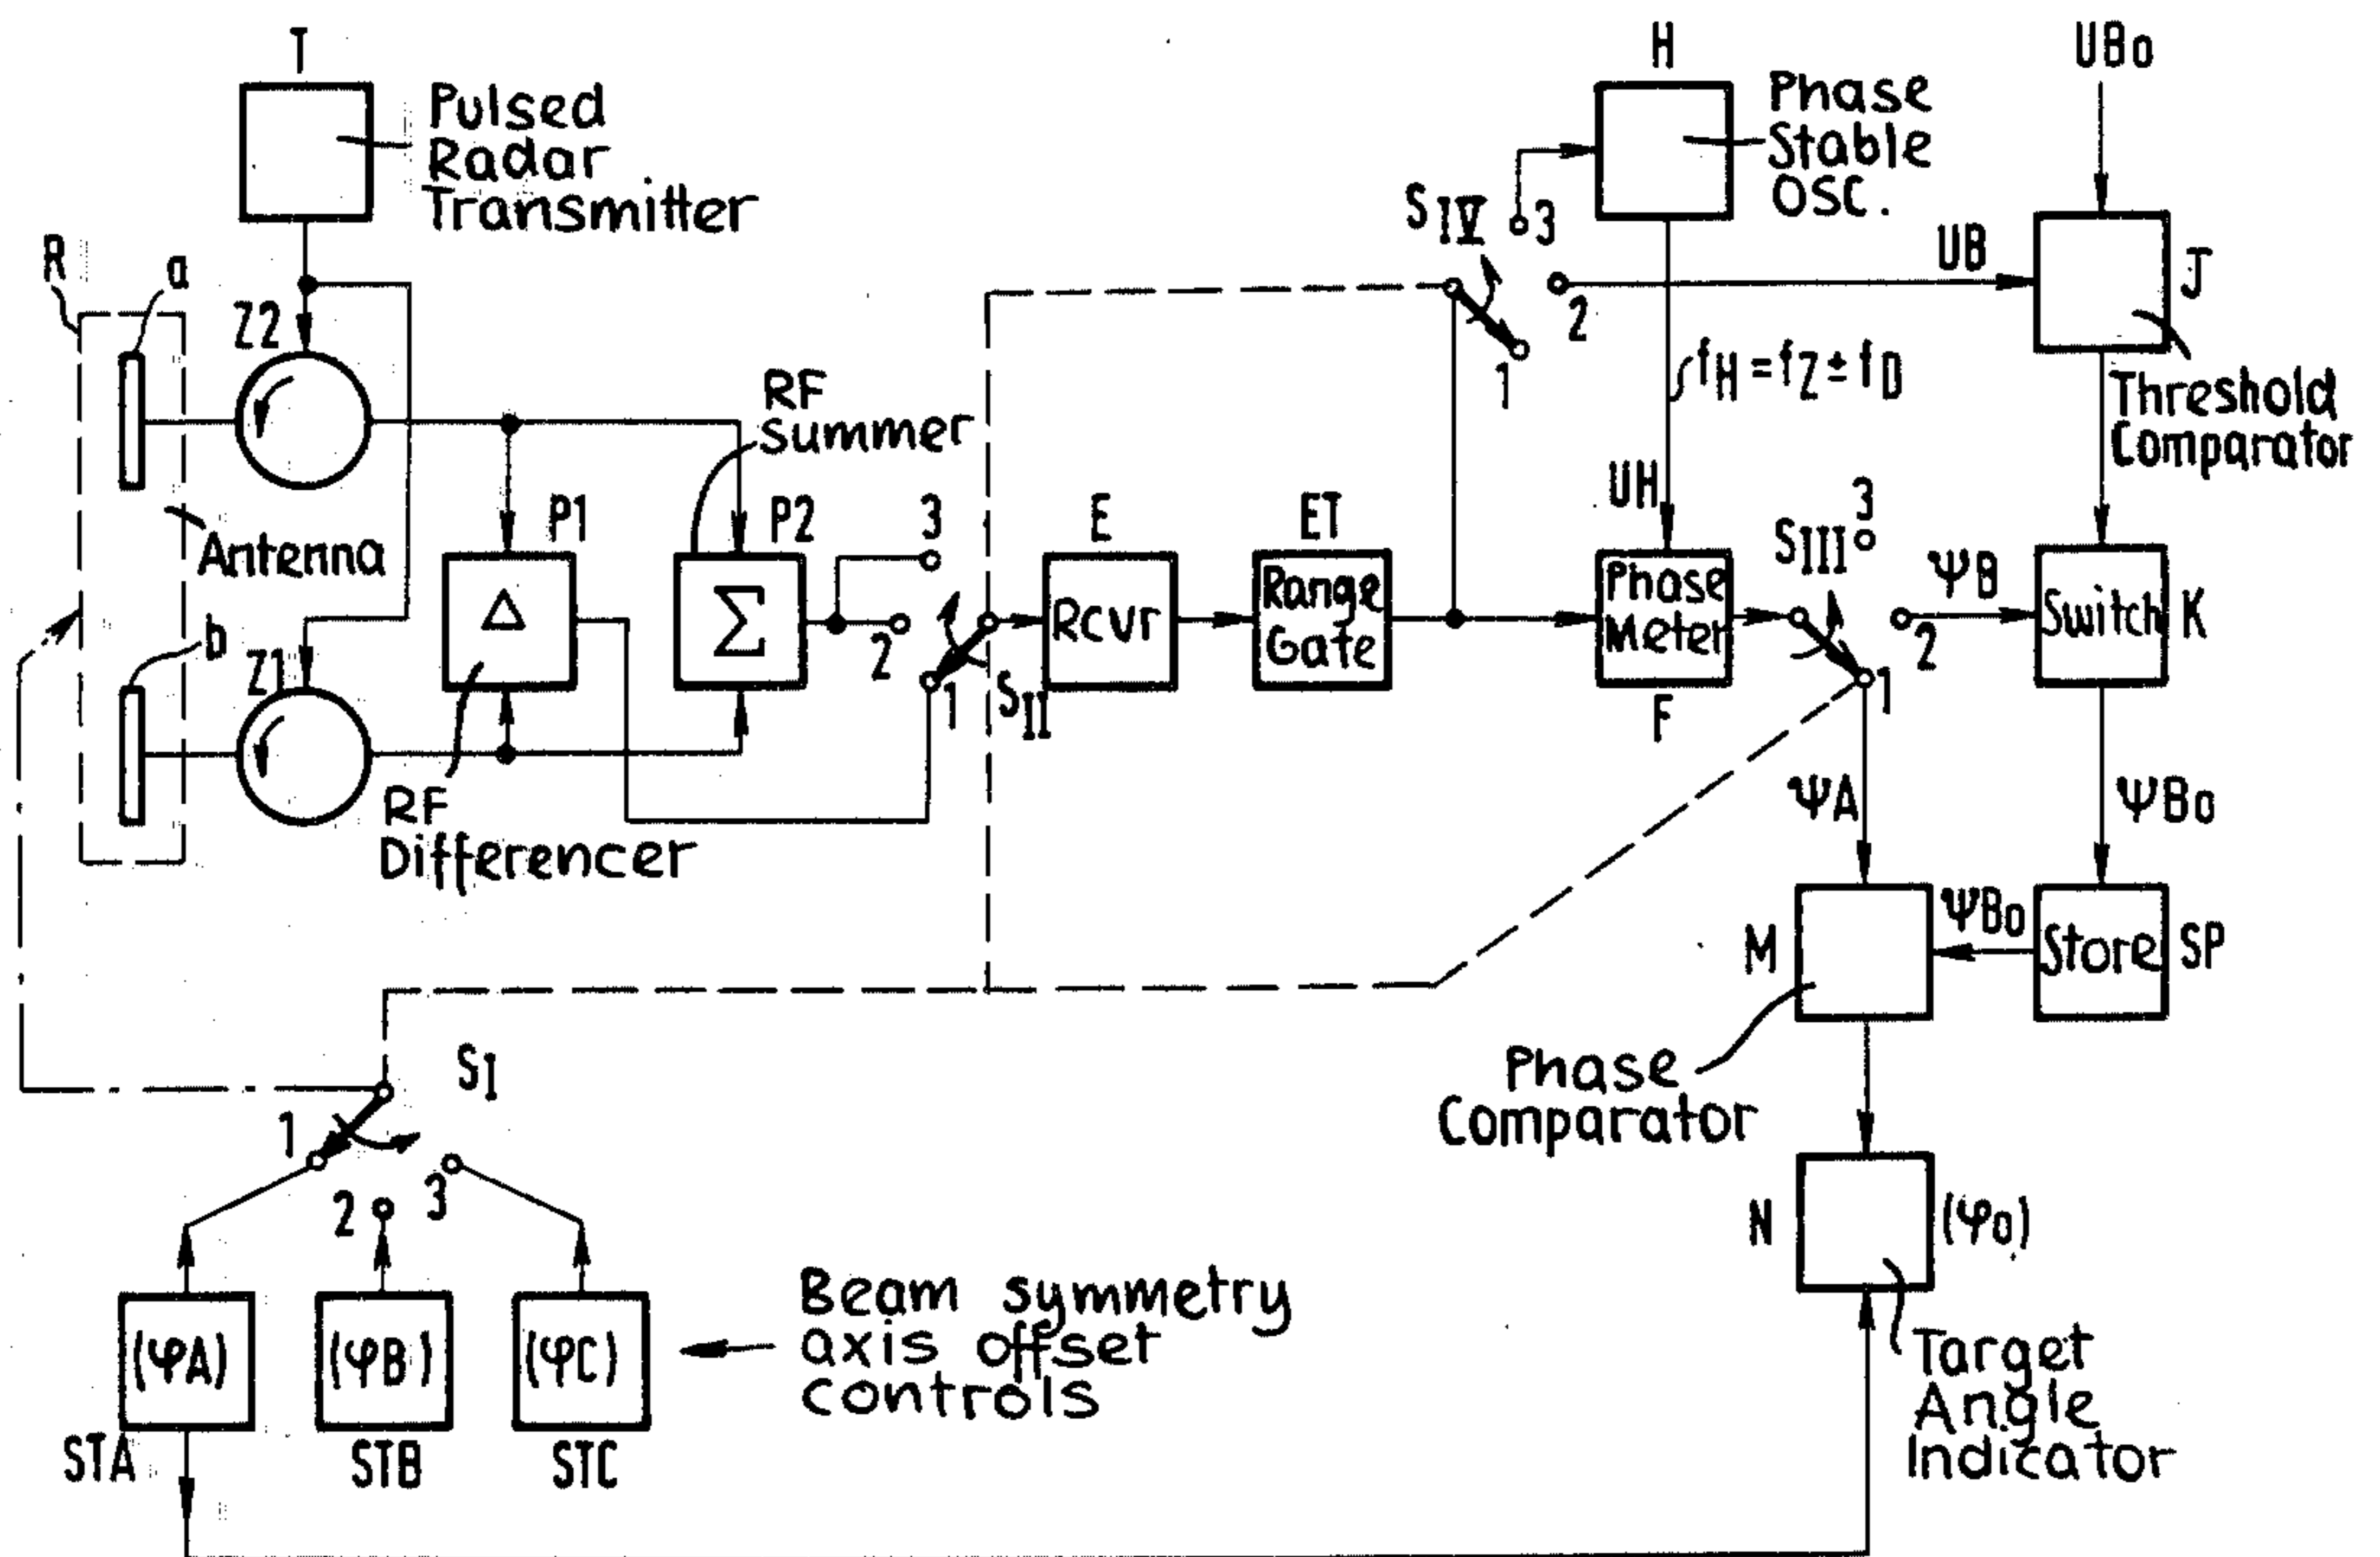 T
Pulsed
Radar
Transmitter
H
Phase
Stable
OSC.
UBo
R
a
Z2
SIV
3
2
1
UB
J
Threshold
Comparator
fH = fZ ± fD
RF
Summer
Antenna
P1
Δ
P2
Σ
3
2
1
SII
E
Rcvr
ET
Range
Gate
UH
Phase
Meter
F
SIII
3
2
1
ΨB
Switch
K
b
Z1
RF
Differencer
ΨA
ΨBo
M
ΨBo
Store
SP
Phase
Comparator
SI
1
2
3
N
(φo)
Target
Angle
Indicator
(φA)
(φB)
(φC)
Beam symmetry
axis offset
controls
STA
STB
STC